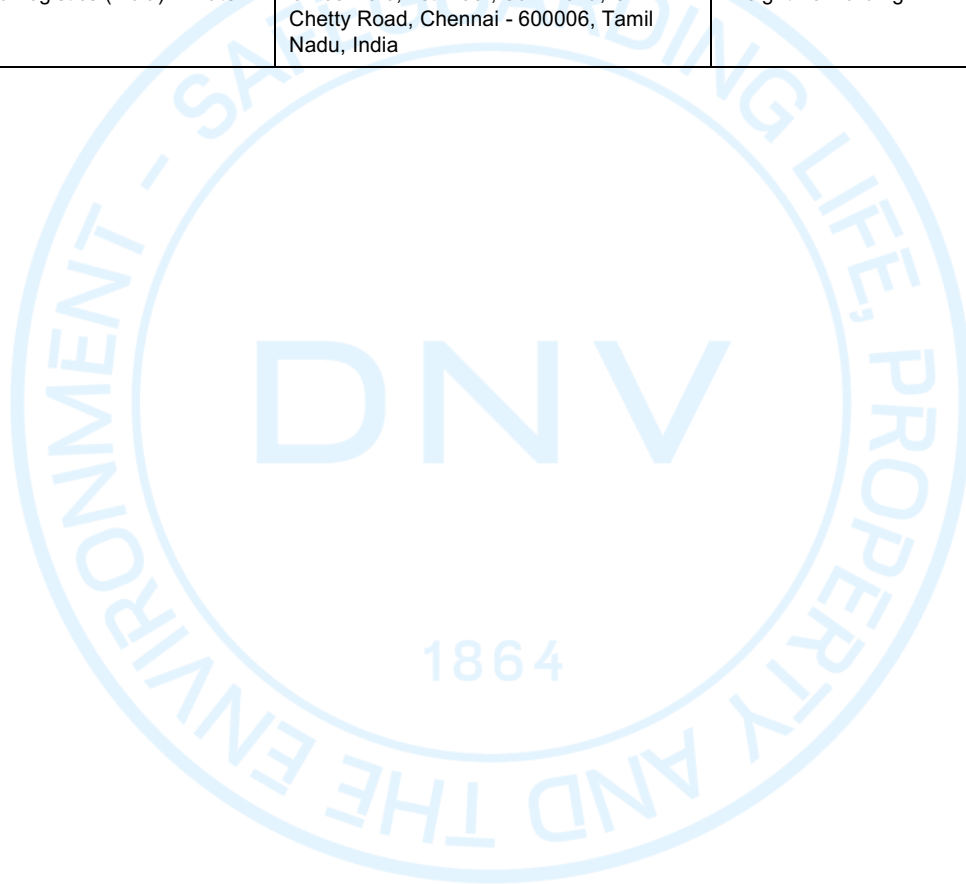 Chetty Road, Chennai - 600006, Tamil
Nadu, India
SAFEGUARDING LIFE, PROPERTY AND THE ENVIRONMENT -
DNV
1864